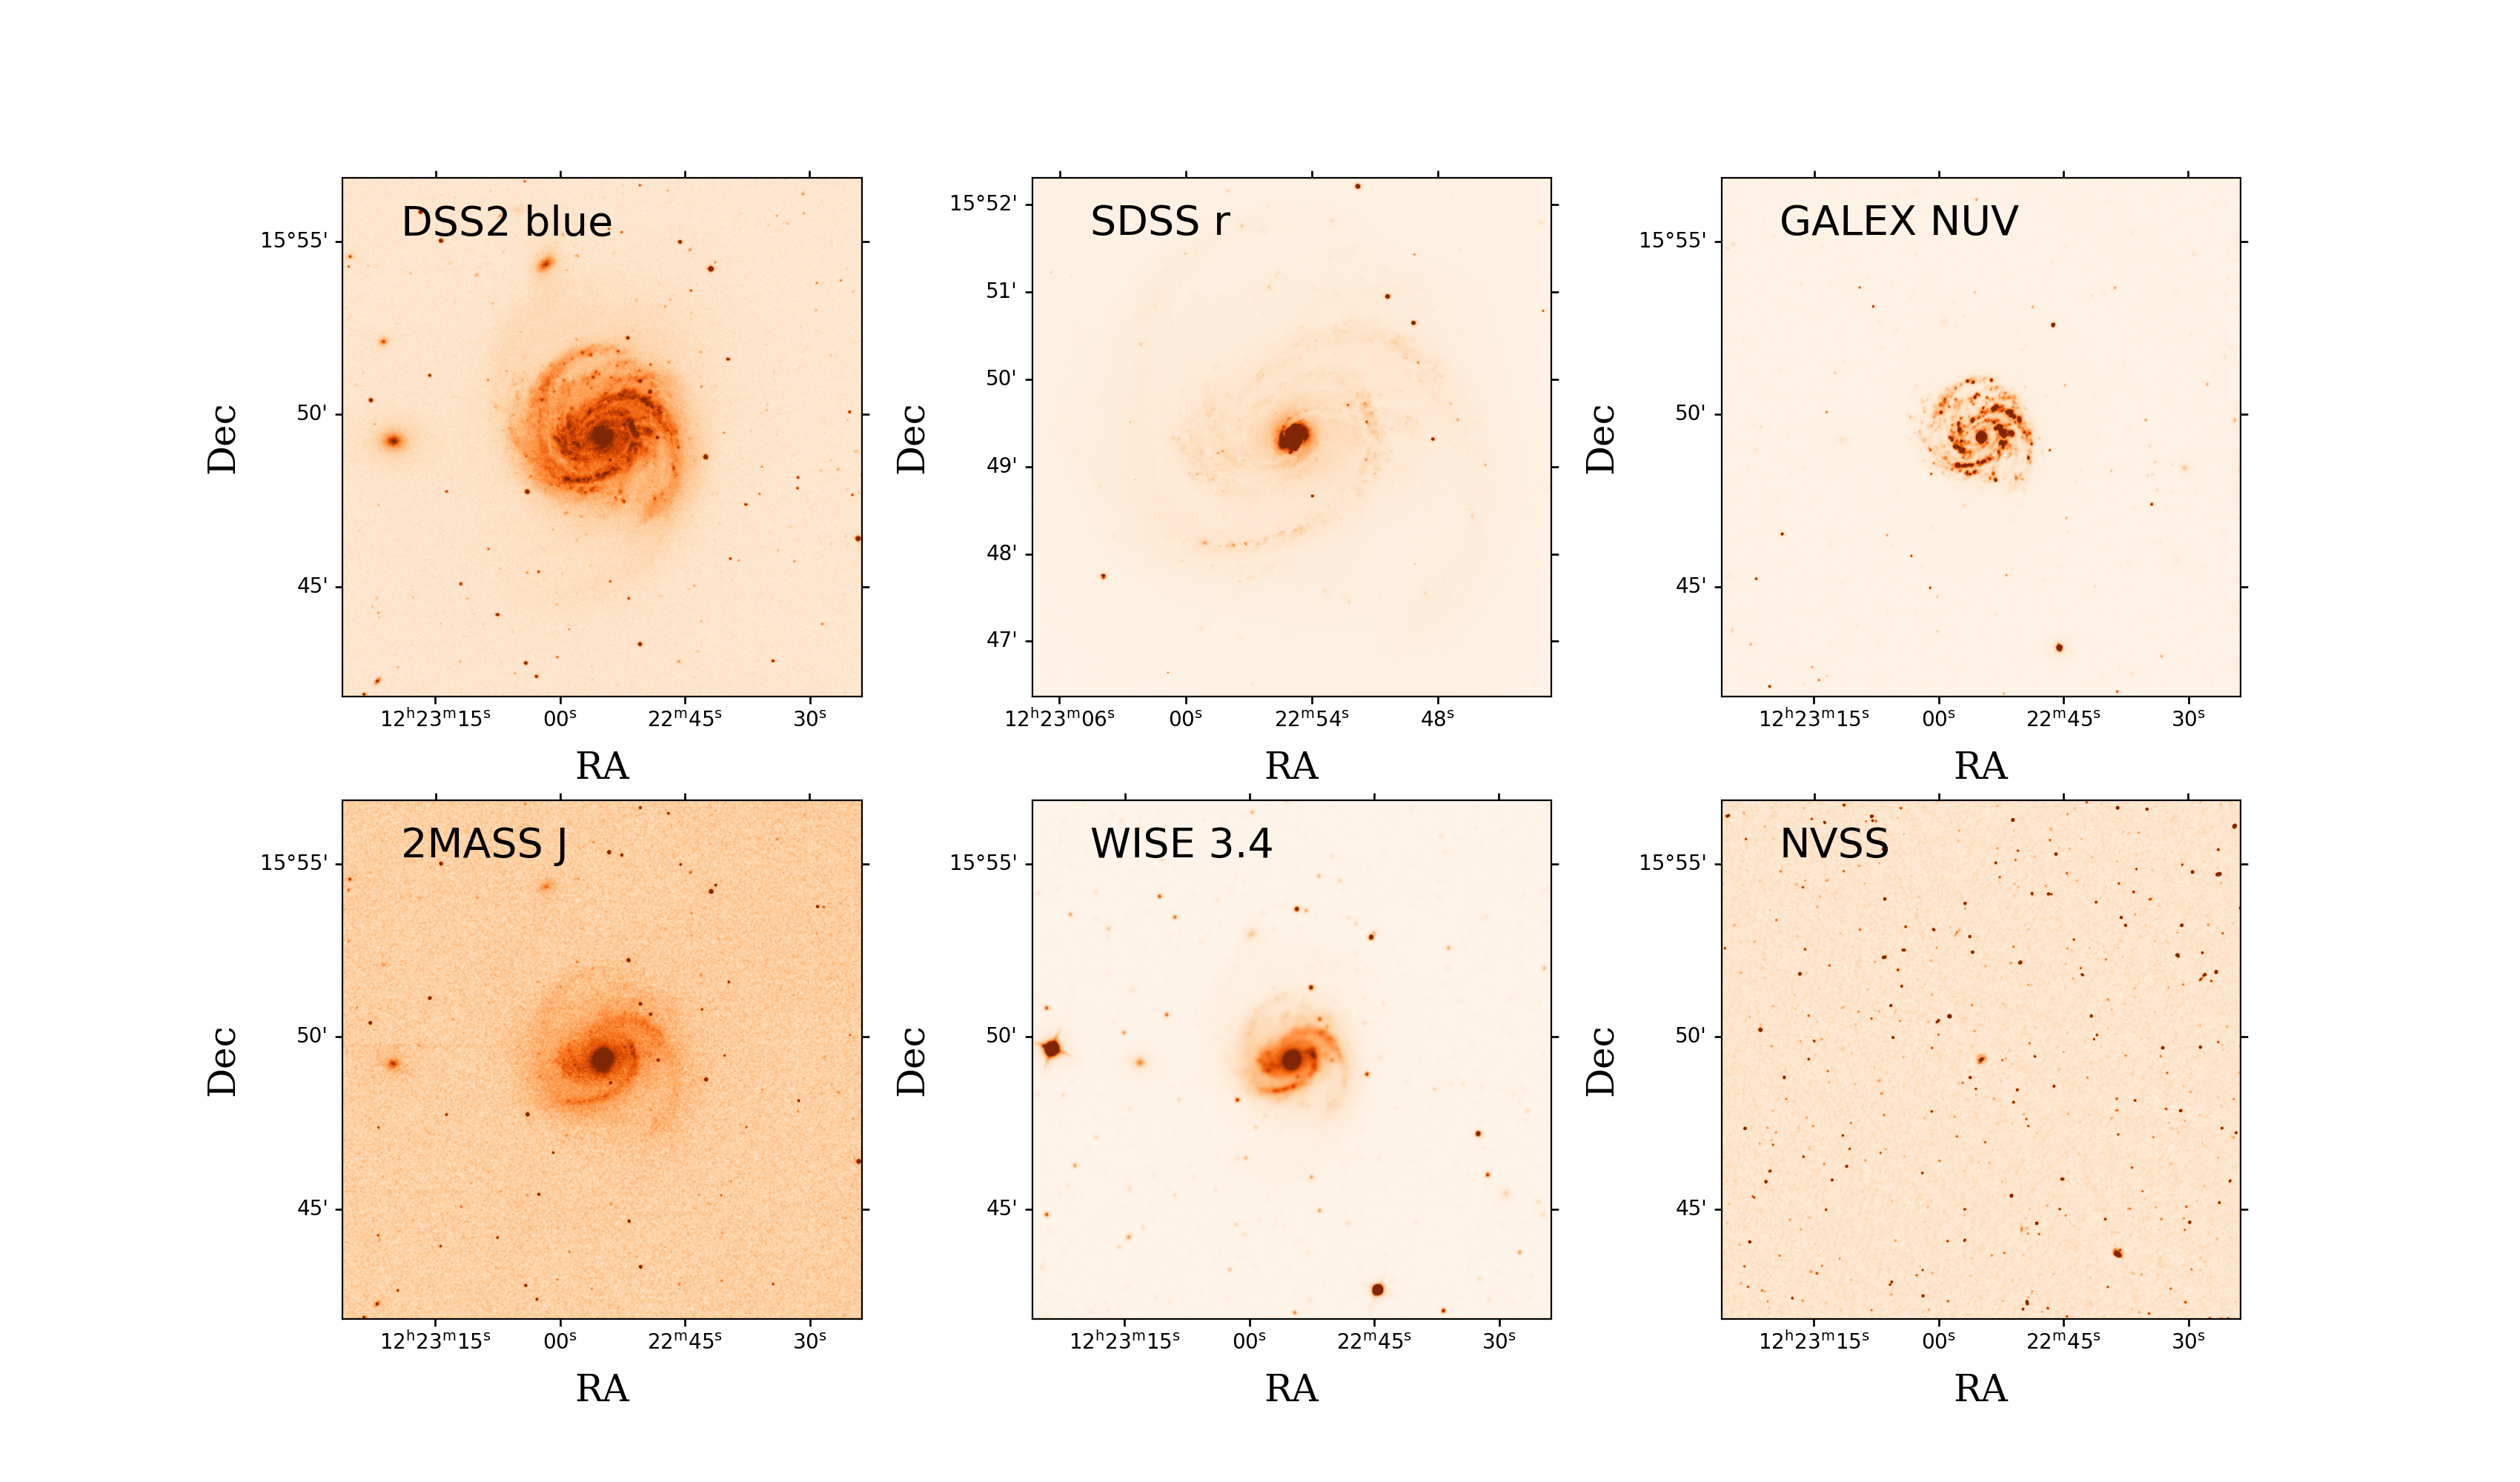 DSS2 blue
15°55'
50'
45'
Dec
12ʰ23ᵐ15ˢ 00ˢ 22ᵐ45ˢ 30ˢ
RA
SDSS r
15°52'
51'
50'
49'
48'
47'
Dec
12ʰ23ᵐ06ˢ 00ˢ 22ᵐ54ˢ 48ˢ
RA
GALEX NUV
15°55'
50'
45'
Dec
12ʰ23ᵐ15ˢ 00ˢ 22ᵐ45ˢ 30ˢ
RA
2MASS J
15°55'
50'
45'
Dec
12ʰ23ᵐ15ˢ 00ˢ 22ᵐ45ˢ 30ˢ
RA
WISE 3.4
15°55'
50'
45'
Dec
12ʰ23ᵐ15ˢ 00ˢ 22ᵐ45ˢ 30ˢ
RA
NVSS
15°55'
50'
45'
Dec
12ʰ23ᵐ15ˢ 00ˢ 22ᵐ45ˢ 30ˢ
RA